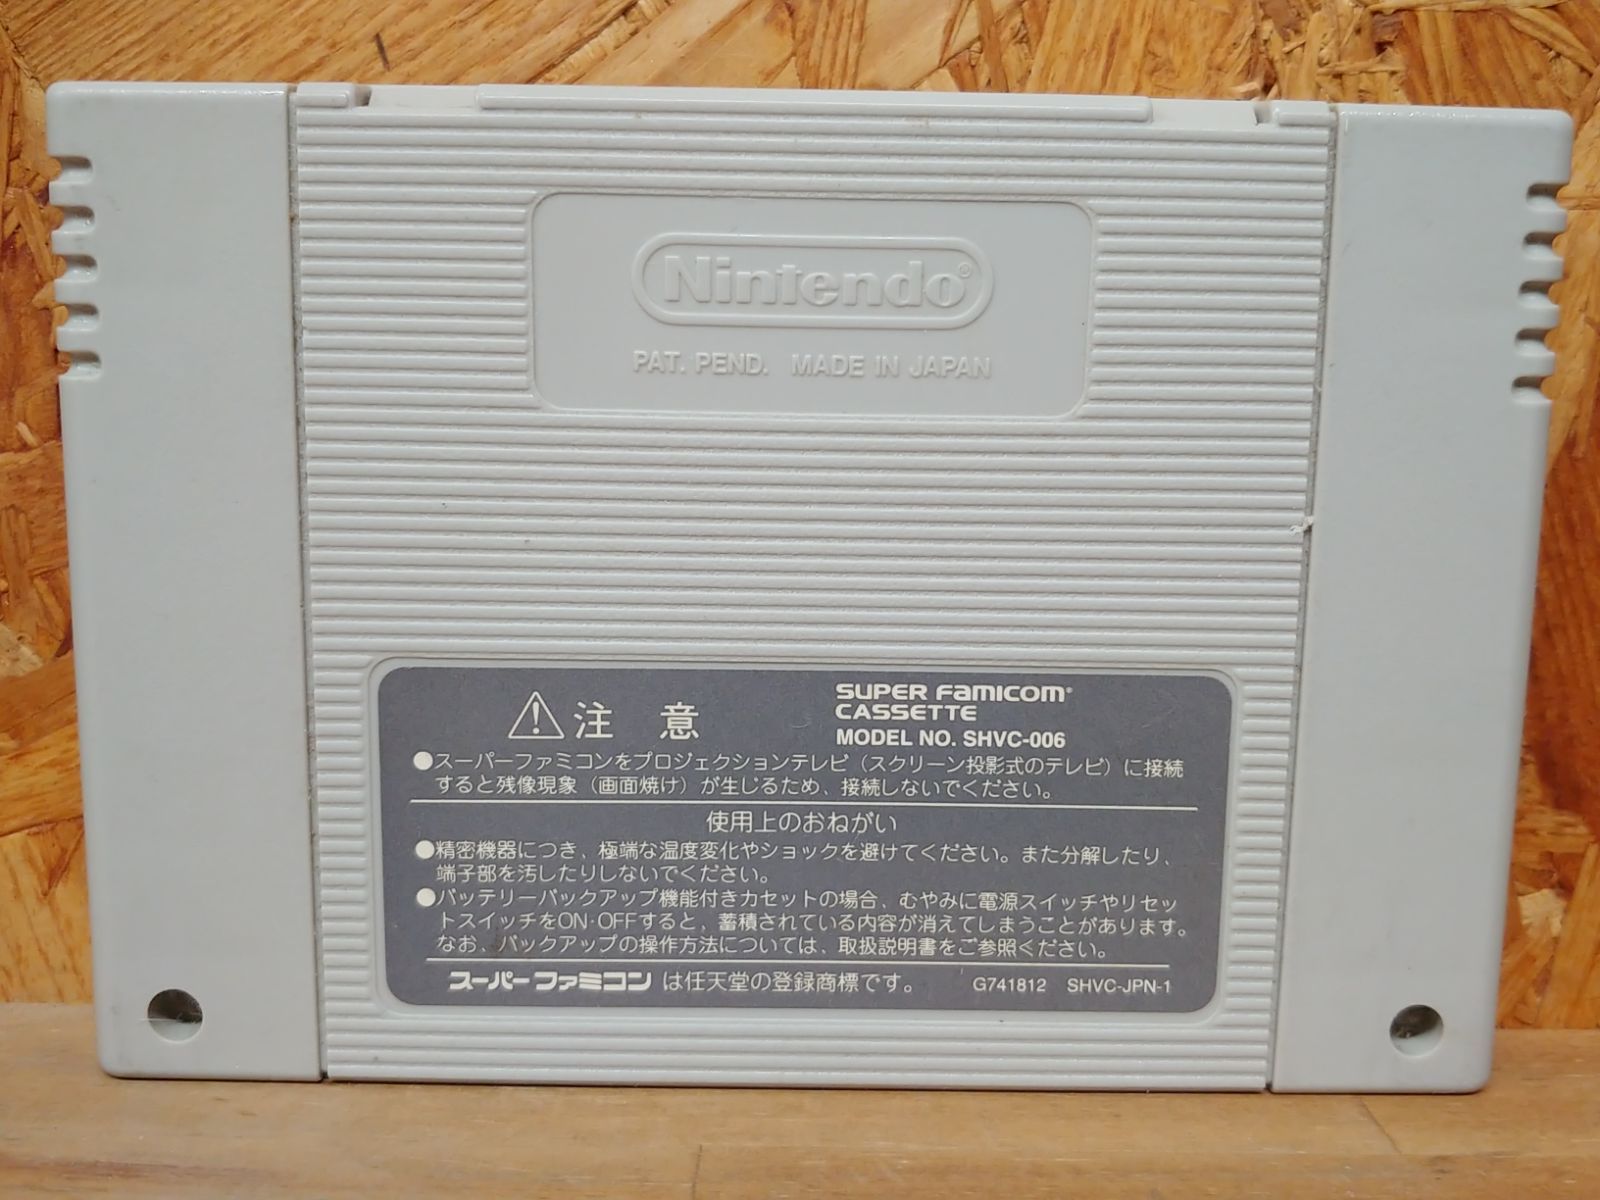 Nintendo®
PAT. PEND. MADE IN JAPAN
⚠注 意
SUPER FAMICOM®
CASSETTE
MODEL NO. SHVC-006
●スーパーファミコンをプロジェクションテレビ（スクリーン投影式のテレビ）に接続
すると残像現象（画面焼け）が生じるため、接続しないでください。
使用上のおねがい
●精密機器につき、極端な温度変化やショックを避けてください。また分解したり、
端子部を汚したりしないでください。
●バッテリーバックアップ機能付きカセットの場合、むやみに電源スイッチやリセッ
トスイッチをON・OFFすると、蓄積されている内容が消えてしまうことがあります。
なお、バックアップの操作方法については、取扱説明書をご参照ください。
スーパーファミコンは任天堂の登録商標です。 G741812 SHVC-JPN-1